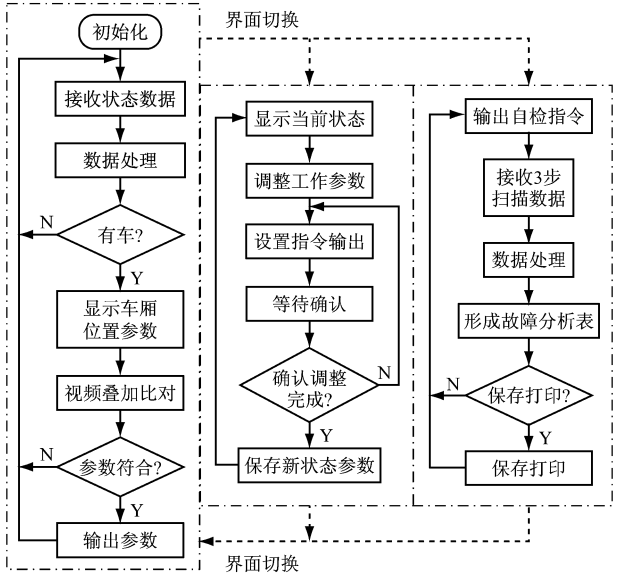 界面切换
初始化
接收状态数据
数据处理
有车?
N
Y
显示车厢
位置参数
视频叠加比对
参数符合?
N
Y
输出参数
显示当前状态
调整工作参数
设置指令输出
等待确认
确认调整
完成?
N
Y
保存新状态参数
输出自检指令
接收3步
扫描数据
数据处理
形成故障分析表
保存打印?
N
Y
保存打印
界面切换